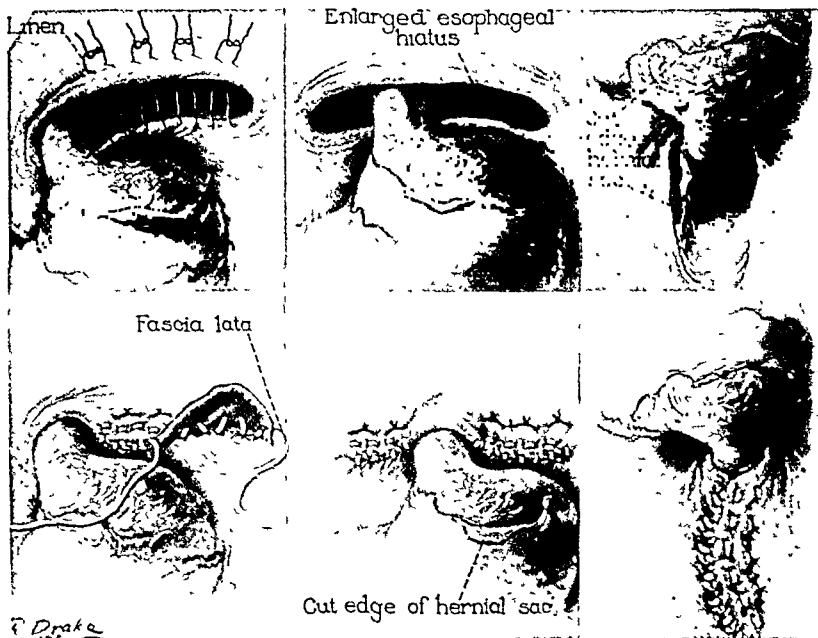 Linen
Enlarged esophageal
hiatus
Fascia lata
Cut edge of hernial sac.
Drake